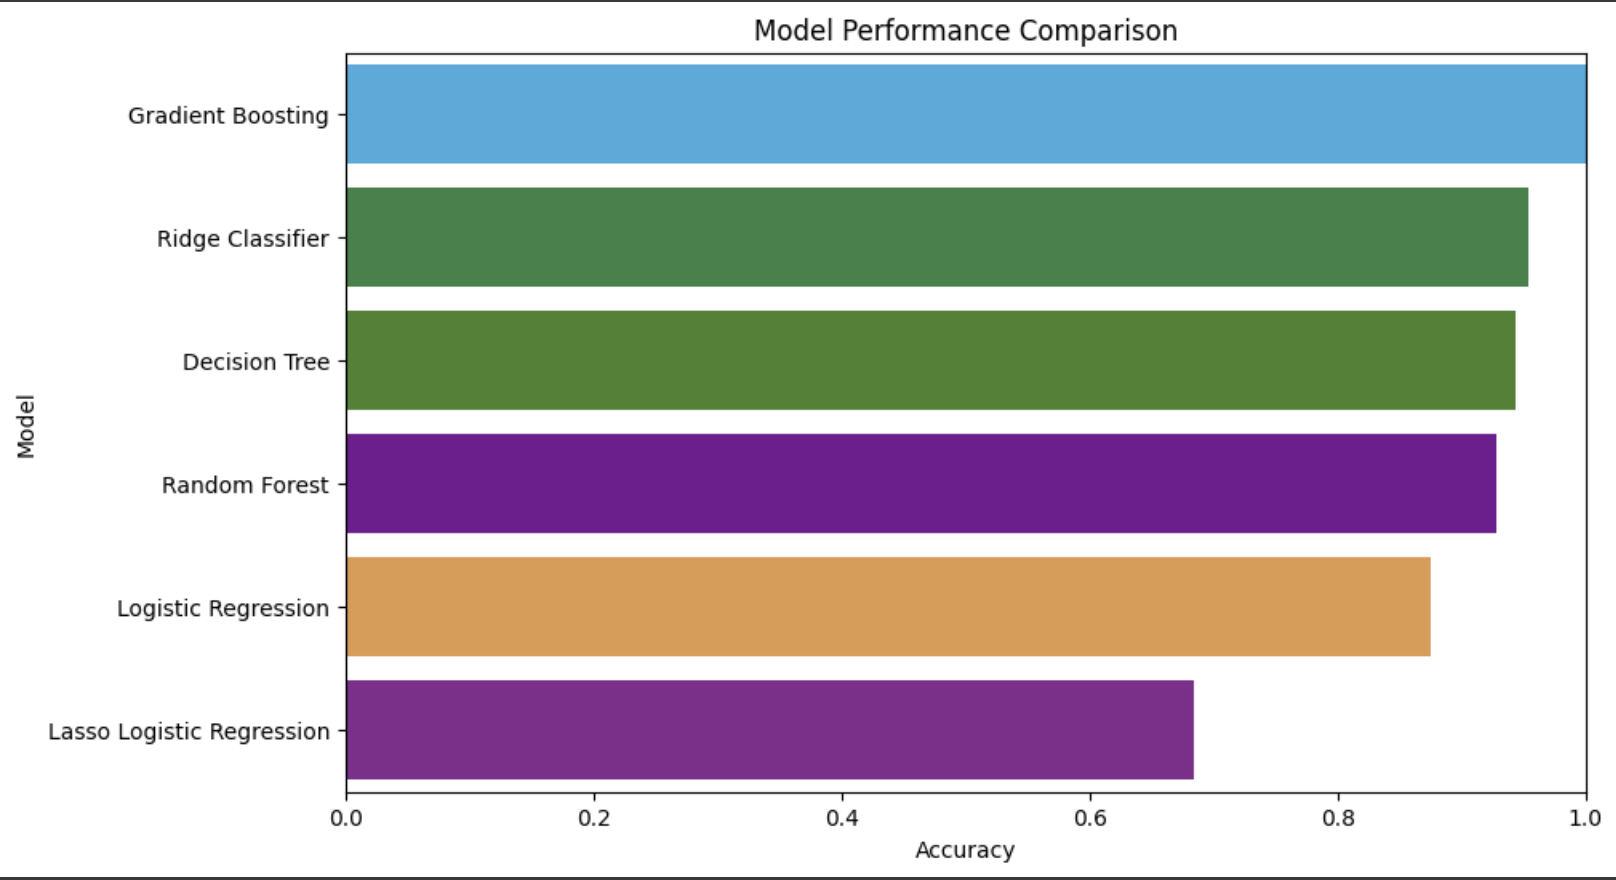 Model Performance Comparison
Gradient Boosting
Ridge Classifier
Decision Tree
Model
Random Forest
Logistic Regression
Lasso Logistic Regression
0.0 0.2 0.4 0.6 0.8 1.0
Accuracy